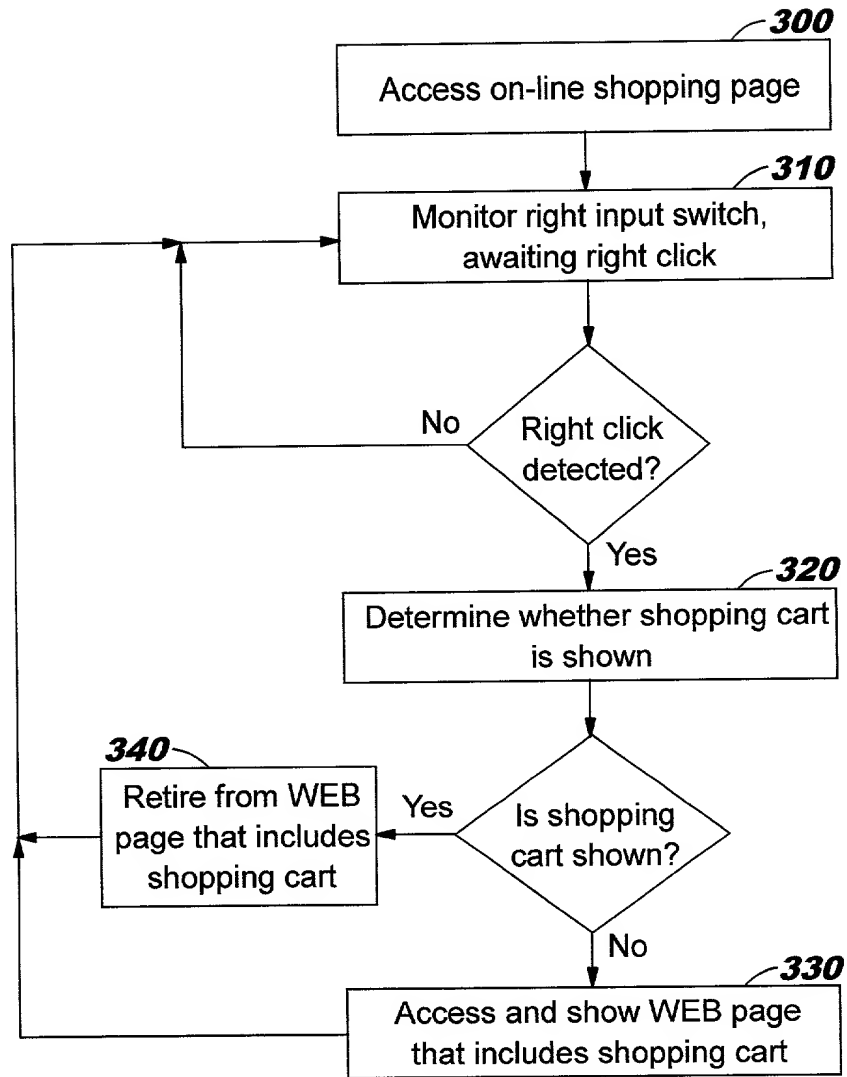 300
Access on-line shopping page
310
Monitor right input switch,
awaiting right click
No
Right click
detected?
Yes
320
Determine whether shopping cart
is shown
340
Retire from WEB
page that includes
shopping cart
Yes
Is shopping
cart shown?
No
330
Access and show WEB page
that includes shopping cart